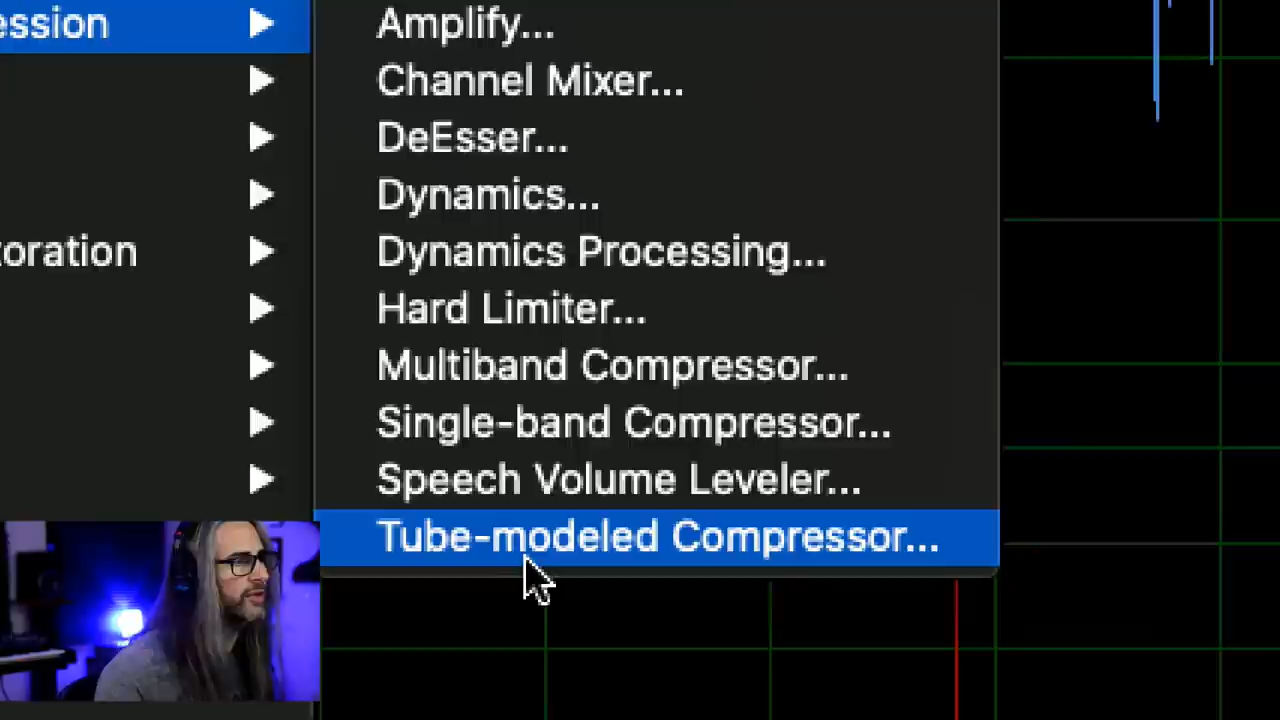 ession
Amplify...
Channel Mixer...
DeEsser...
Dynamics...
toration
Dynamics Processing...
Hard Limiter...
Multiband Compressor...
Single-band Compressor...
Speech Volume Leveler...
Tube-modeled Compressor...